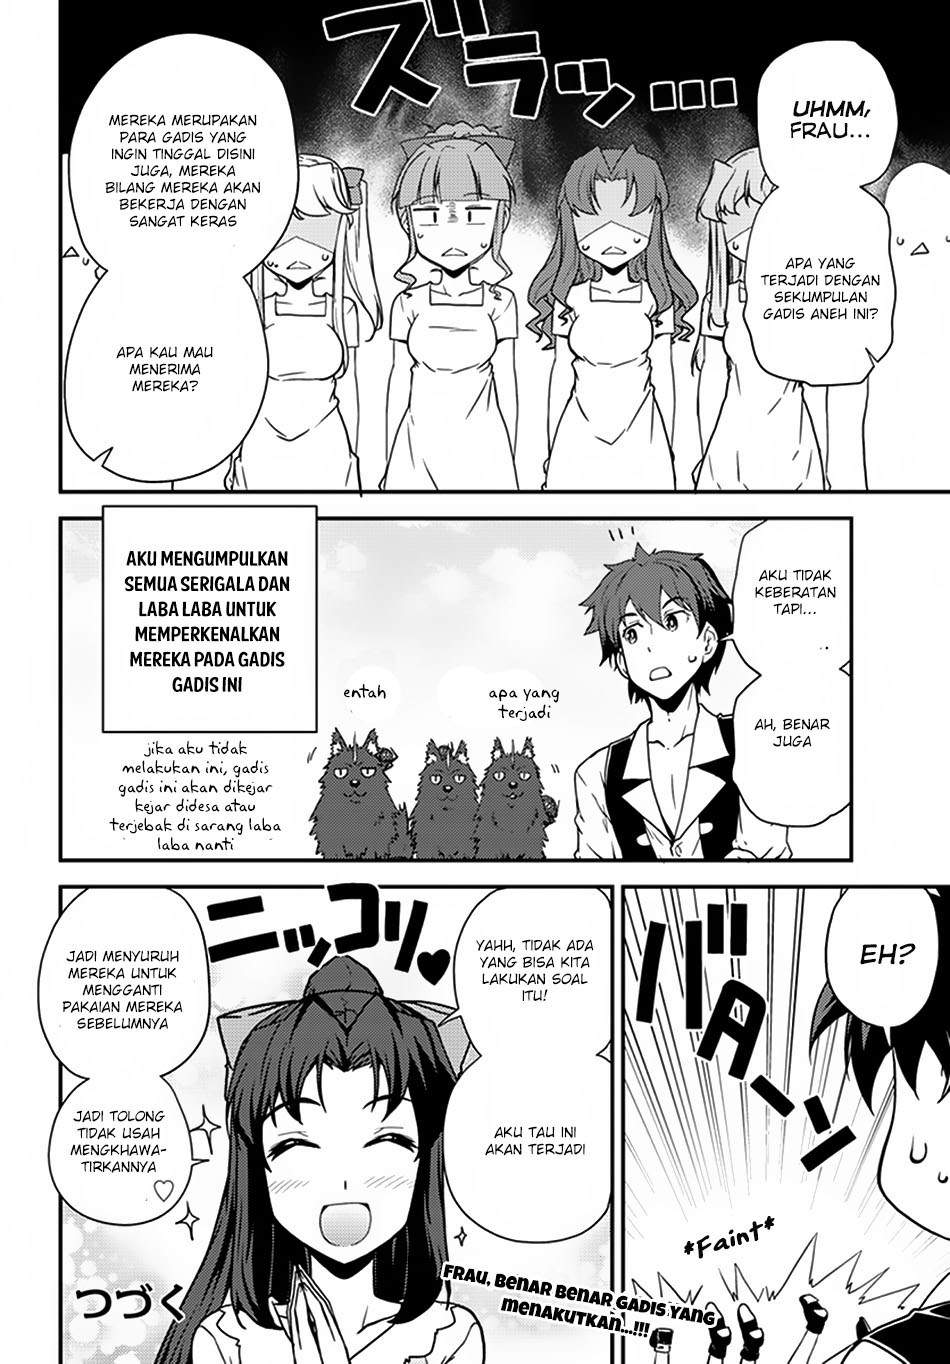 ズラッ…
UHMM,
FRAU...
APA YANG
TERJADI DENGAN
SEKUMPULAN
GADIS ANEH INI?
MEREKA MERUPAKAN
PARA GADIS YANG
INGIN TINGGAL DISINI
JUGA, MEREKA
BILANG MEREKA AKAN
BEKERJA DENGAN
SANGAT KERAS
APA KAU MAU
MENERIMA
MEREKA?
AKU TIDAK
KEBERATAN
TAPI...
AH, BENAR
JUGA
apa yang
terjadi
entah
AKU MENGUMPULKAN
SEMUA SERIGALA DAN
LABA LABA UNTUK
MEMPERKENALKAN
MEREKA PADA GADIS
GADIS INI
jika aku tidak
melakukan ini, gadis
gadis ini akan dikejar
kejar didesa atau
terjebak di sarang laba
laba nanti
EH?
バターン
*Faint*
YAHH, TIDAK ADA
YANG BISA KITA
LAKUKAN SOAL
ITU!
AKU TAU INI
AKAN TERJADI
ニッコリ♥
JADI MENYURUH
MEREKA UNTUK
MENGGANTI
PAKAIAN MEREKA
SEBELUMNYA
JADI TOLONG
TIDAK USAH
MENGKHAWA-
TIRKANNYA
♡
FRAU, BENAR BENAR GADIS YANG
MENAKUTKAN...!!!
つづく